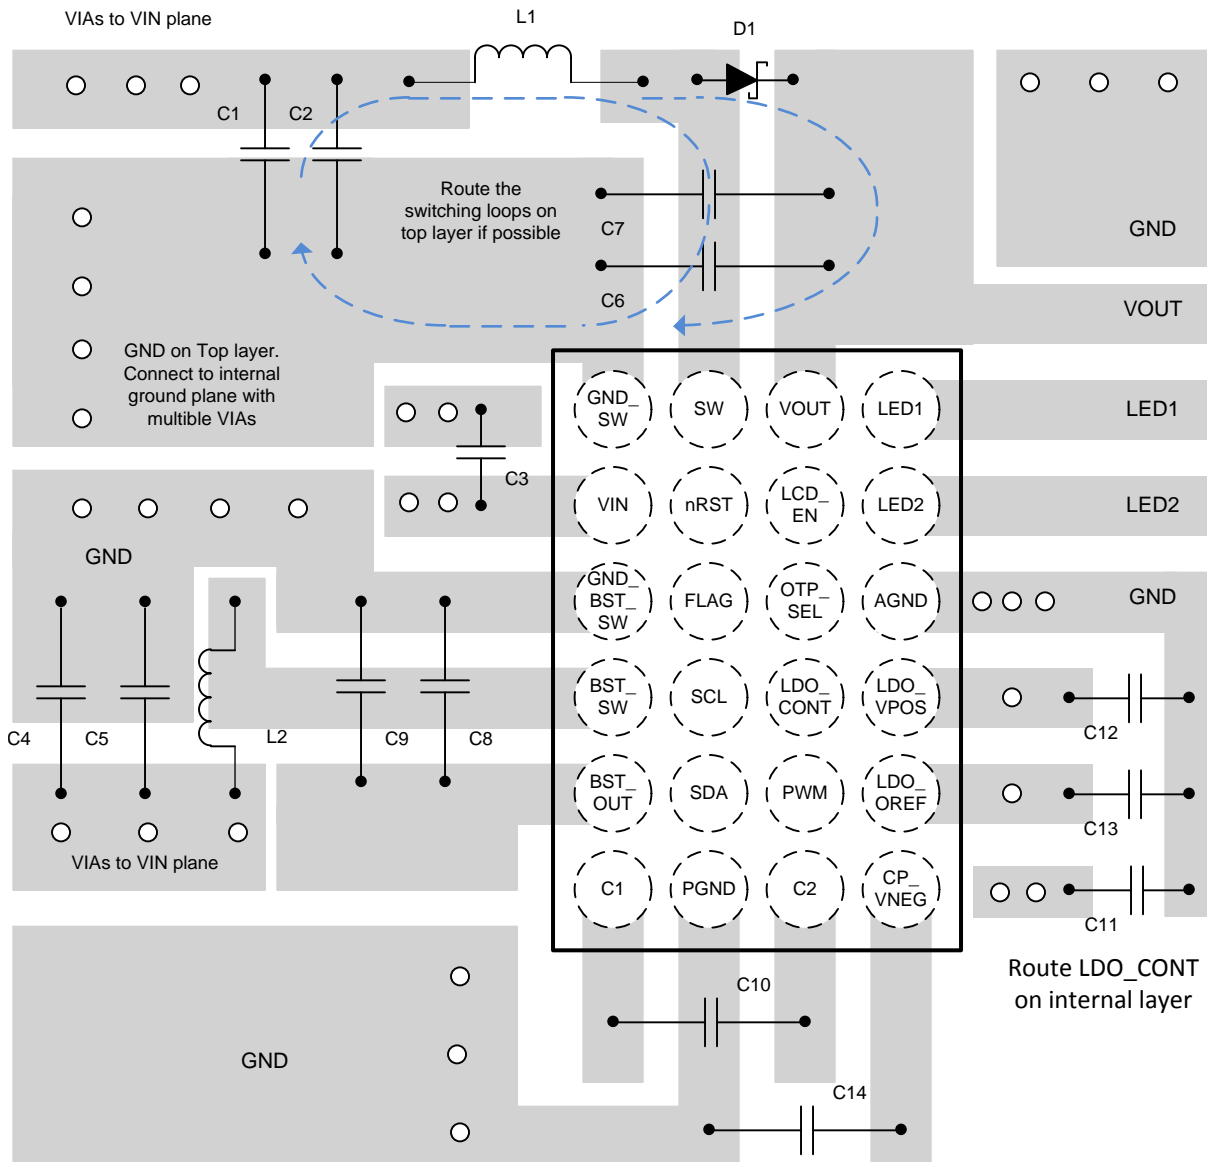 VIAs to VIN plane
L1
D1
C1
C2
Route the
switching loops on
top layer if possible
C7
C6
GND
VOUT
GND on Top layer.
Connect to internal
ground plane with
multible VIAs
GND_
SW
SW
VOUT
LED1
LED1
C3
VIN
nRST
LCD_
EN
LED2
LED2
GND
GND_
BST_
SW
FLAG
OTP_
SEL
AGND
GND
BST_
SW
SCL
LDO_
CONT
LDO_
VPOS
C4
C5
L2
C9
C8
C12
BST_
OUT
SDA
PWM
LDO_
OREF
C13
VIAs to VIN plane
C1
PGND
C2
CP_
VNEG
C11
Route LDO_CONT
on internal layer
C10
GND
C14